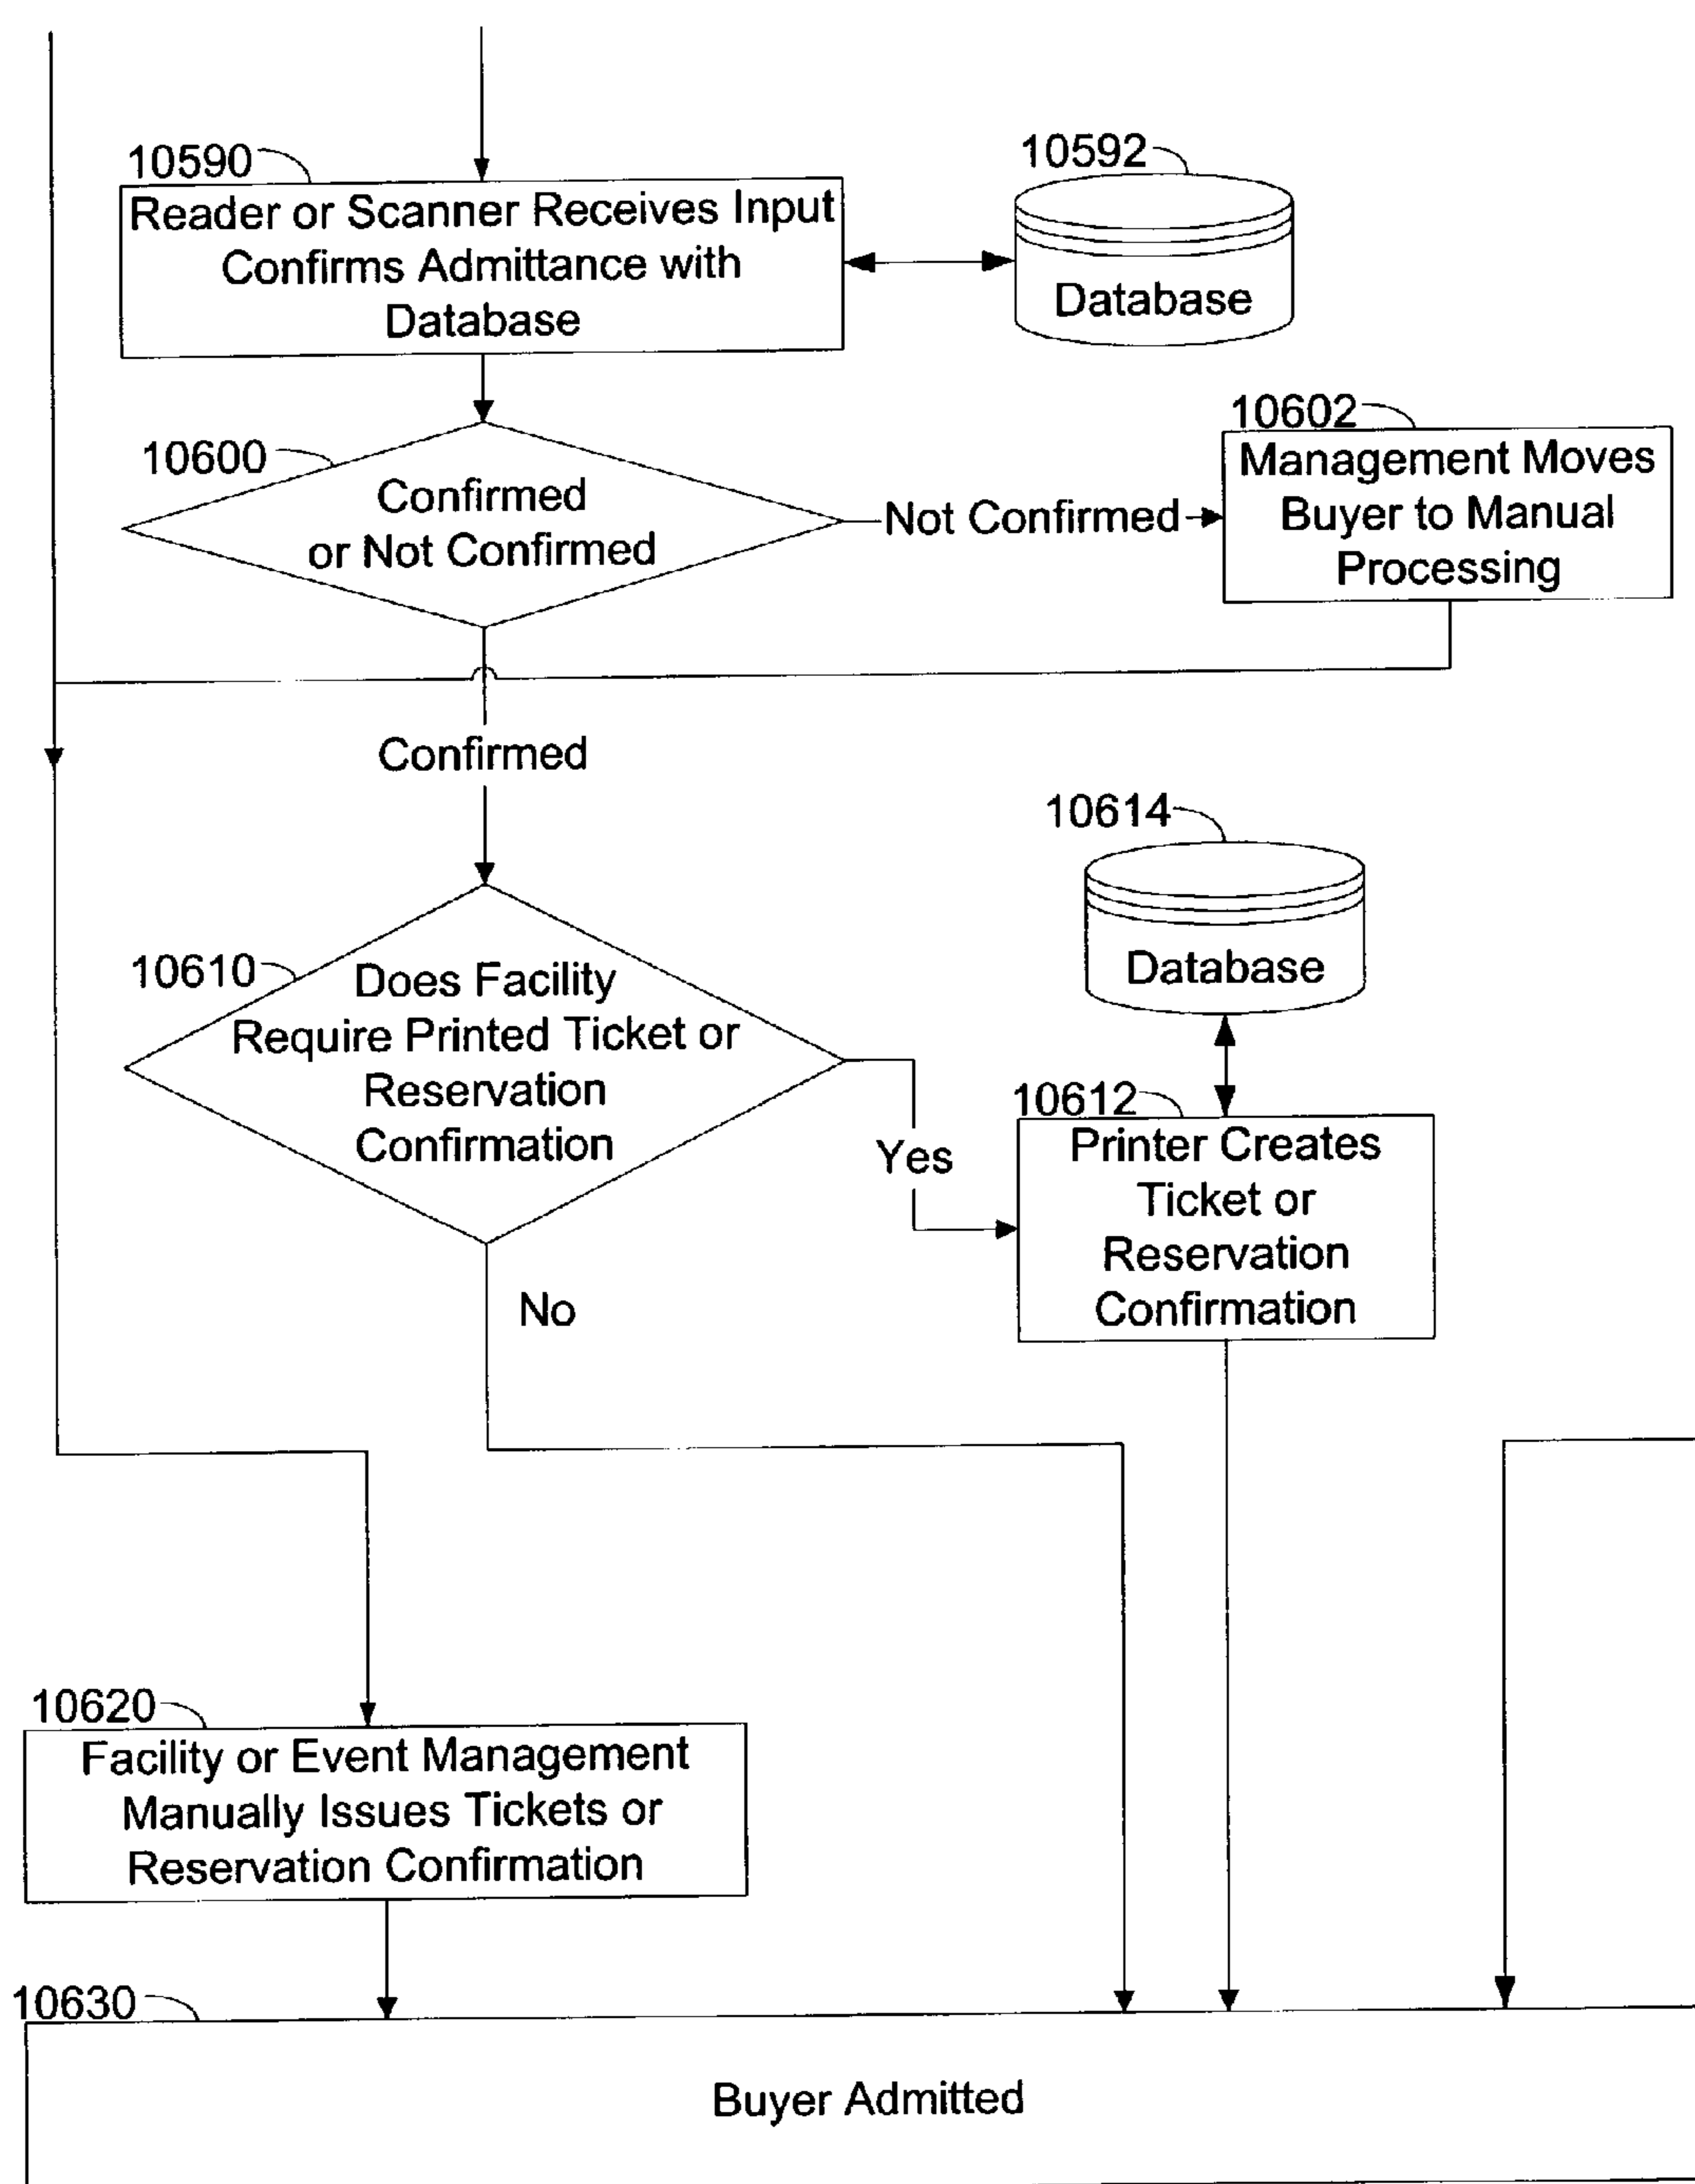 10590
Reader or Scanner Receives Input
Confirms Admittance with
Database
10592
Database
10600
Confirmed
or Not Confirmed
Not Confirmed
10602
Management Moves
Buyer to Manual
Processing
Confirmed
10610
Does Facility
Require Printed Ticket or
Reservation
Confirmation
Yes
No
10614
Database
10612
Printer Creates
Ticket or
Reservation
Confirmation
10620
Facility or Event Management
Manually Issues Tickets or
Reservation Confirmation
10630
Buyer Admitted